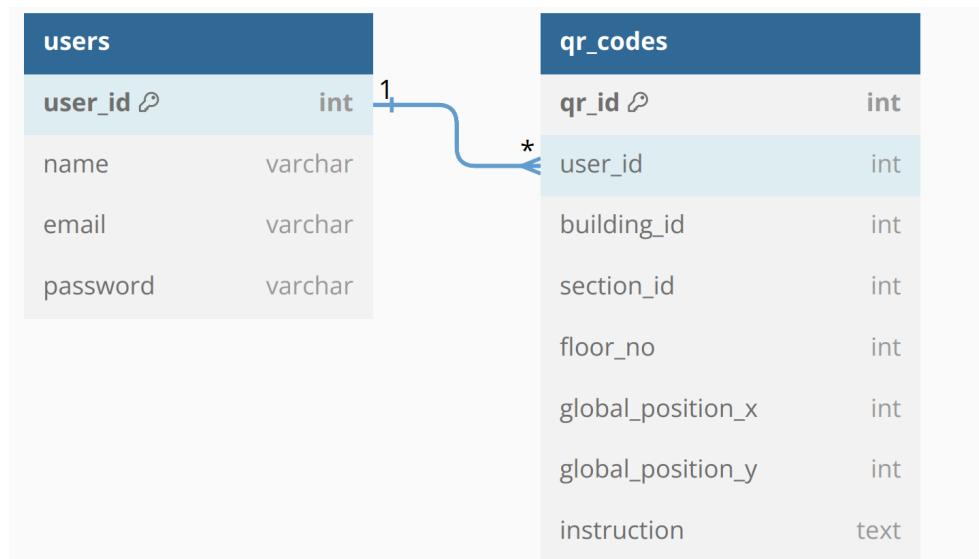 users
user_id int
name varchar
email varchar
password varchar
1
*
qr_codes
qr_id int
user_id int
building_id int
section_id int
floor_no int
global_position_x int
global_position_y int
instruction text